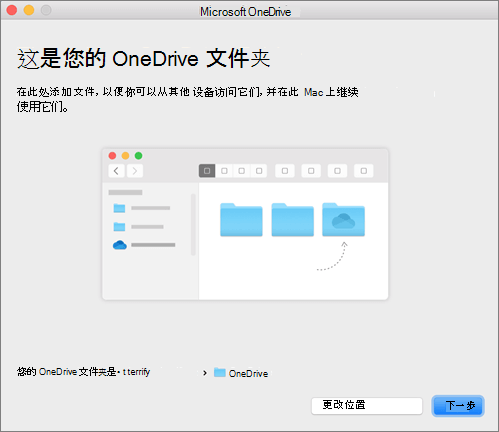 Microsoft OneDrive
这是您的 OneDrive 文件夹
在此处添加文件, 以便你可以从其他设备访问它们, 并在此 Mac 上继续
使用它们。
您的 OneDrive 文件夹是 • t terrify > OneDrive
更改位置 下一步